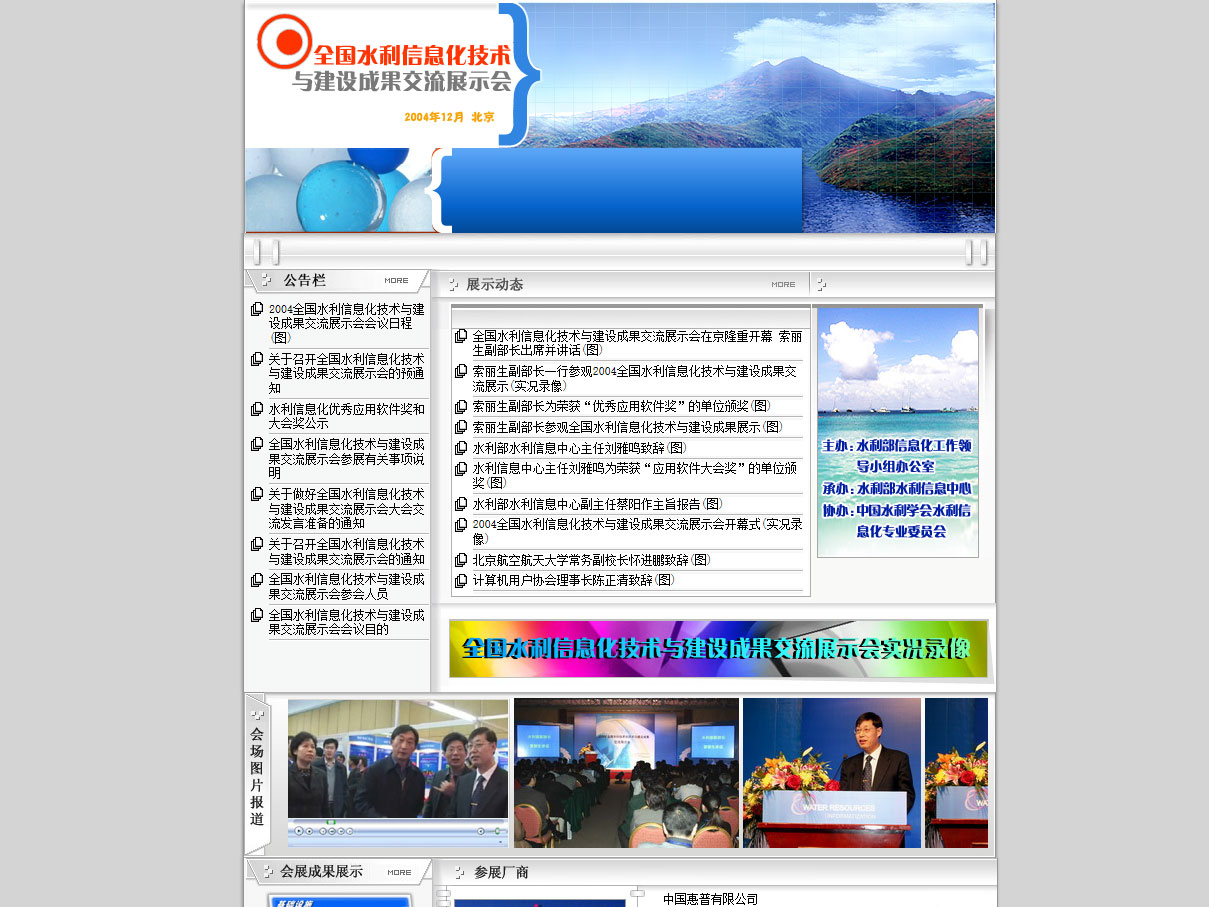 全国水利信息化技术
与建设成果交流展示会
2004年12月 北京
公告栏
MORE
2004全国水利信息化技术与建
设成果交流展示会会议日程
(图)
关于召开全国水利信息化技术
与建设成果交流展示会的预通
知
水利信息化优秀应用软件奖和
大会奖公示
全国水利信息化技术与建设成
果交流展示会参展有关事项说
明
关于做好全国水利信息化技术
与建设成果交流展示会大会交
流发言准备的通知
关于召开全国水利信息化技术
与建设成果交流展示会的通知
全国水利信息化技术与建设成
果交流展示会参会人员
全国水利信息化技术与建设成
果交流展示会会议目的
展示动态
MORE
全国水利信息化技术与建设成果交流展示会在京隆重开幕 索丽
生副部长出席并讲话(图)
索丽生副部长一行参观2004全国水利信息化技术与建设成果交
流展示(实况录像)
索丽生副部长为荣获“优秀应用软件奖”的单位颁奖(图)
索丽生副部长参观全国水利信息化技术与建设成果展示(图)
水利部水利信息中心主任刘雅鸣致辞(图)
水利信息中心主任刘雅鸣为荣获“应用软件大会奖”的单位颁
奖(图)
水利部水利信息中心副主任蔡阳作主旨报告(图)
2004全国水利信息化技术与建设成果交流展示会开幕式(实况录
像)
北京航空航天大学常务副校长怀进鹏致辞(图)
计算机用户协会理事长陈正清致辞(图)
主办:水利部信息化工作领
导小组办公室
承办:水利部水利信息中心
协办:中国水利学会水利信
息化专业委员会
全国水利信息化技术与建设成果交流展示会实况录像
会场图片报道
WATER RESOURCES
INFORMATIZATION
WA
会展成果展示
MORE
参展厂商
基础设施
中国惠普有限公司